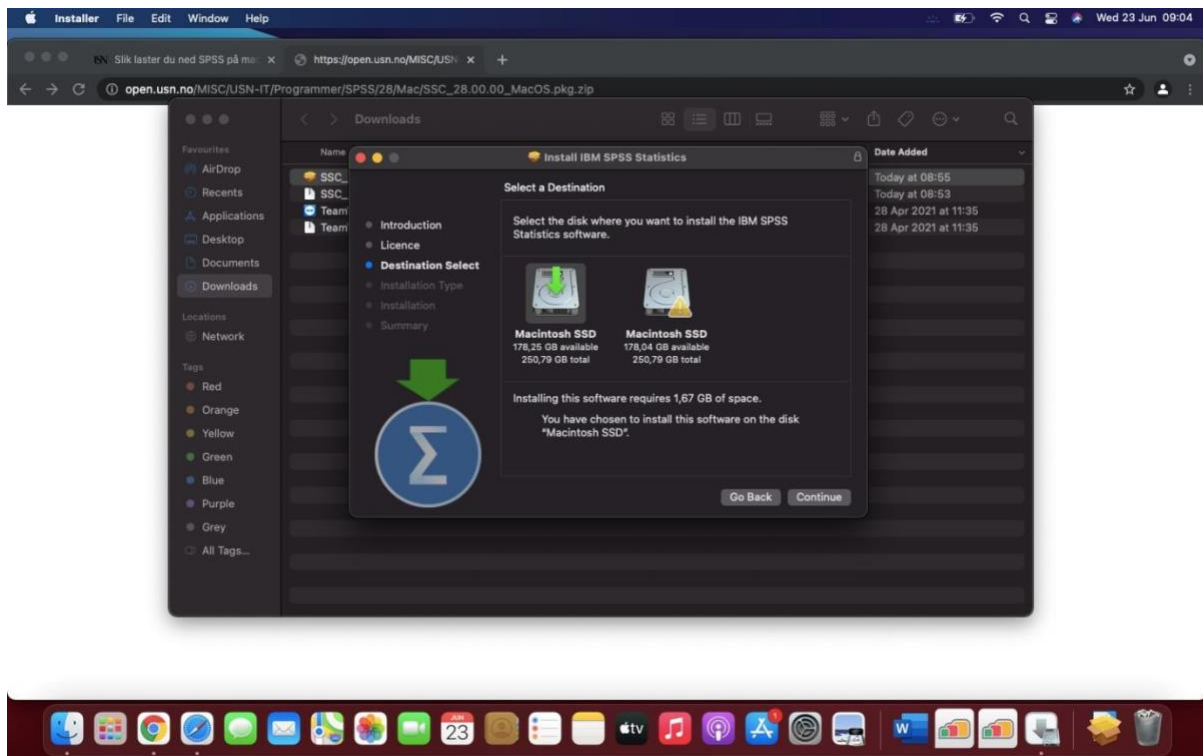 Installer File Edit Window Help Wed 23 Jun 09:04
USN Slik laster du ned SPSS på mac https://open.usn.no/MISC/USN
open.usn.no/MISC/USN-IT/Programmer/SPSS/28/Mac/SSC_28.00.00_MacOS.pkg.zip
Downloads
Favourites
AirDrop
Recents
Applications
Desktop
Documents
Downloads
Locations
Network
Tags
Red
Orange
Yellow
Green
Blue
Purple
Grey
All Tags...
Name Date Added
SSC_ Today at 08:55
SSC_ Today at 08:53
Team 28 Apr 2021 at 11:35
Team 28 Apr 2021 at 11:35
Install IBM SPSS Statistics
Introduction
Licence
Destination Select
Installation Type
Installation
Summary
Σ
Select a Destination
Select the disk where you want to install the IBM SPSS
Statistics software.
Macintosh SSD
178,25 GB available
250,79 GB total
Macintosh SSD
178,04 GB available
250,79 GB total
Installing this software requires 1,67 GB of space.
You have chosen to install this software on the disk
“Macintosh SSD”.
Go Back Continue
JUN
23
tv
W